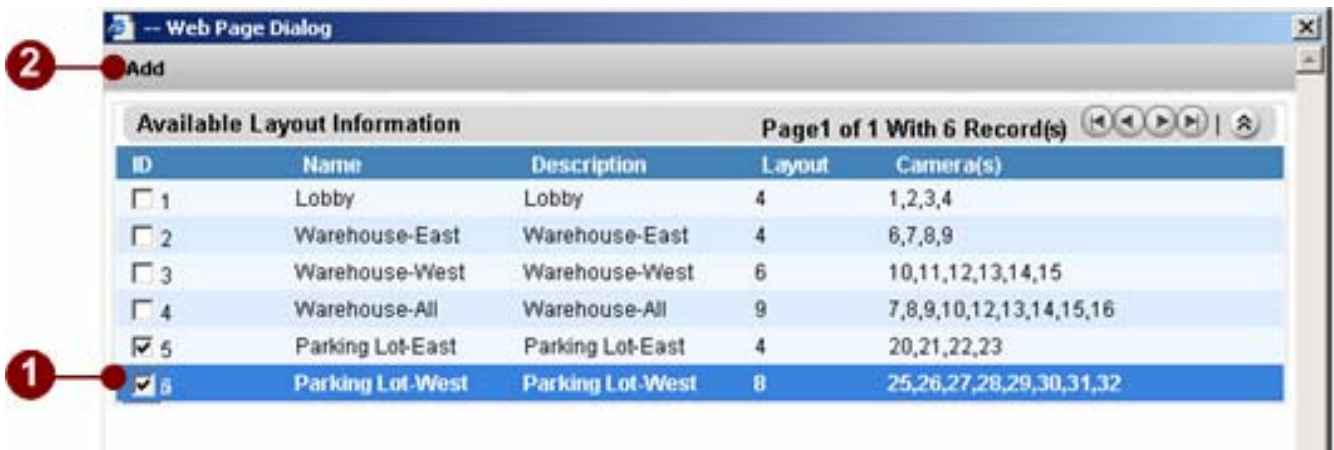 -- Web Page Dialog
2
Add
Available Layout Information Page1 of 1 With 6 Record(s) |
ID Name Description Layout Camera(s)
1 Lobby Lobby 4 1,2,3,4
2 Warehouse-East Warehouse-East 4 6,7,8,9
3 Warehouse-West Warehouse-West 6 10,11,12,13,14,15
4 Warehouse-All Warehouse-All 9 7,8,9,10,12,13,14,15,16
5 Parking Lot-East Parking Lot-East 4 20,21,22,23
1 6 Parking Lot-West Parking Lot-West 8 25,26,27,28,29,30,31,32